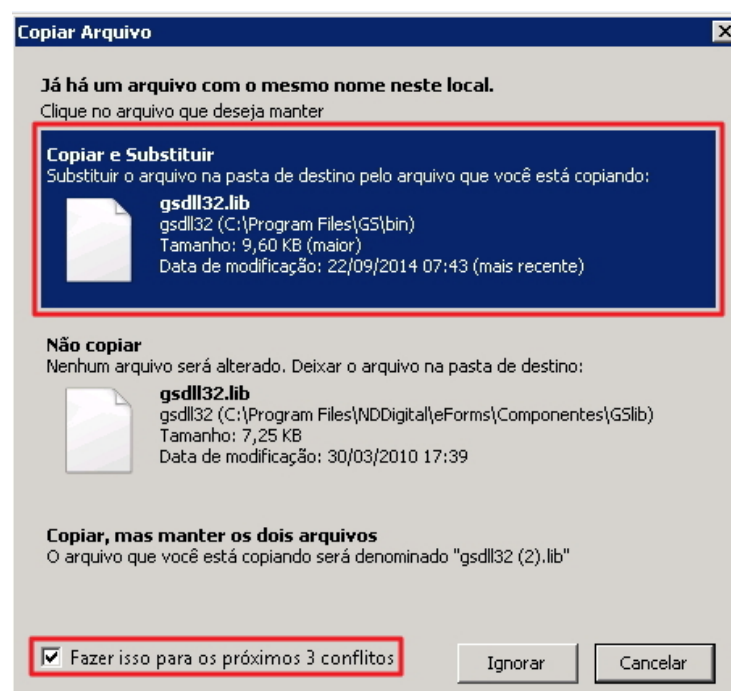 Copiar Arquivo
Já há um arquivo com o mesmo nome neste local.
Clique no arquivo que deseja manter
Copiar e Substituir
Substituir o arquivo na pasta de destino pelo arquivo que você está copiando:
gsdll32.lib
gsdll32 (C:\Program Files\GS\bin)
Tamanho: 9,60 KB (maior)
Data de modificação: 22/09/2014 07:43 (mais recente)
Não copiar
Nenhum arquivo será alterado. Deixar o arquivo na pasta de destino:
gsdll32.lib
gsdll32 (C:\Program Files\NDDigital\eForms\Componentes\GSlib)
Tamanho: 7,25 KB
Data de modificação: 30/03/2010 17:39
Copiar, mas manter os dois arquivos
O arquivo que você está copiando será denominado "gsdll32 (2).lib"
Fazer isso para os próximos 3 conflitos
Ignorar
Cancelar